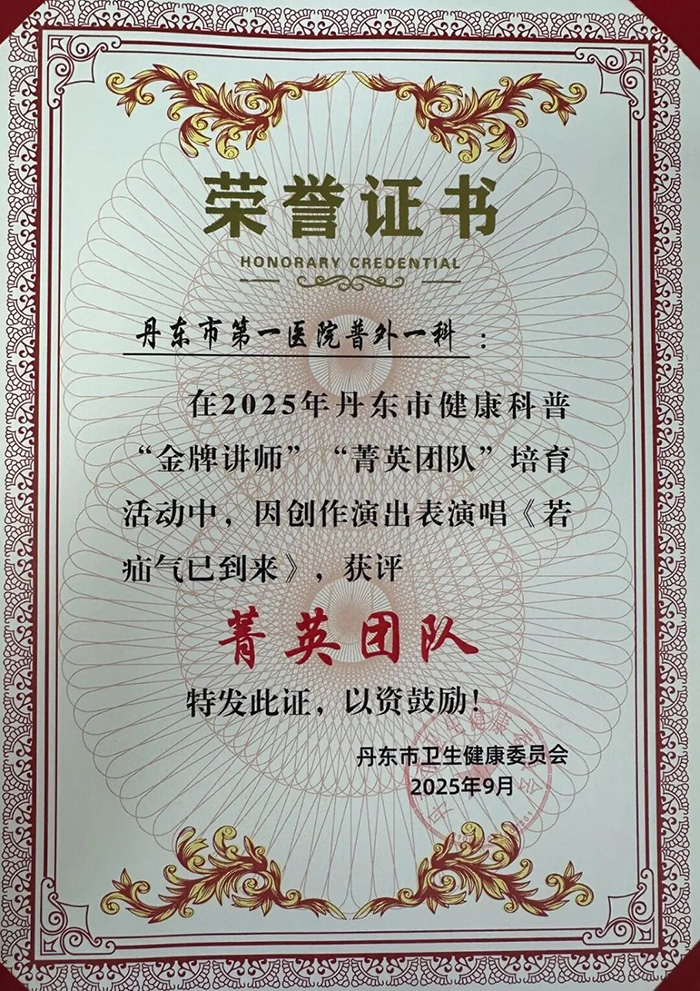 荣誉证书
HONORARY CREDENTIAL
丹东市第一医院普外一科：
在2025年丹东市健康科普
“金牌讲师”“菁英团队”培育
活动中，因创作演出表演唱《若
疝气已到来》，获评
菁英团队
特发此证，以资鼓励！
丹东市卫生健康委员会
2025年9月